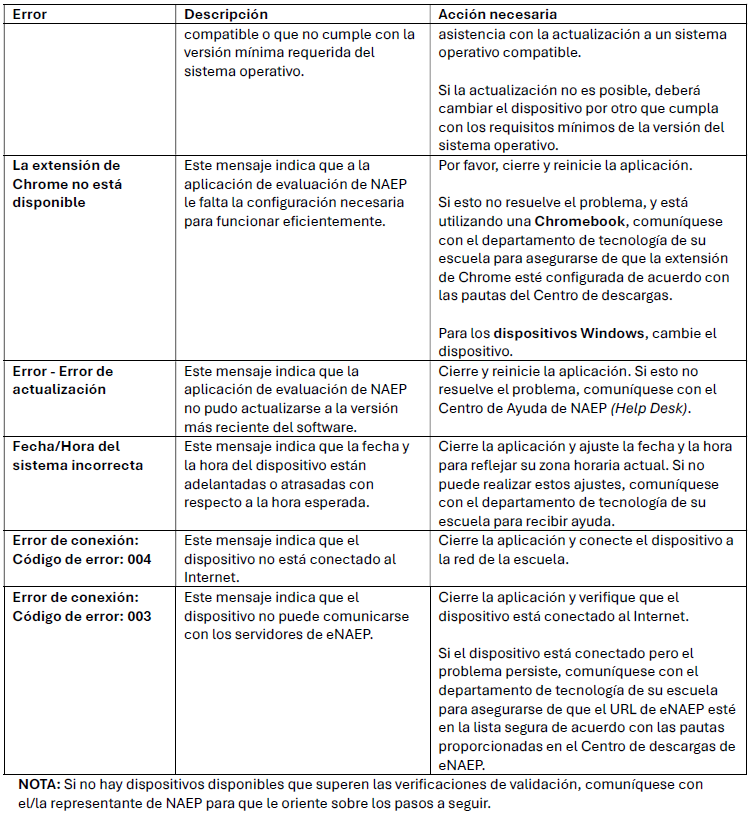 Error
Descripción
Acción necesaria
compatible o que no cumple con la
versión mínima requerida del
sistema operativo.
asistencia con la actualización a un sistema
operativo compatible.
Si la actualización no es posible, deberá
cambiar el dispositivo por otro que cumpla
con los requisitos mínimos de la versión del
sistema operativo.
La extensión de
Chrome no está
disponible
Este mensaje indica que a la
aplicación de evaluación de NAEP
le falta la configuración necesaria
para funcionar eficientemente.
Por favor, cierre y reinicie la aplicación.
Si esto no resuelve el problema, y está
utilizando una Chromebook, comuníquese
con el departamento de tecnología de su
escuela para asegurarse de que la extensión
de Chrome esté configurada de acuerdo con
las pautas del Centro de descargas.
Para los dispositivos Windows, cambie el
dispositivo.
Error - Error de
actualización
Este mensaje indica que la
aplicación de evaluación de NAEP
no pudo actualizarse a la versión
más reciente del software.
Cierre y reinicie la aplicación. Si esto no
resuelve el problema, comuníquese con el
Centro de Ayuda de NAEP (Help Desk).
Fecha/Hora del
sistema incorrecta
Este mensaje indica que la fecha y
la hora del dispositivo están
adelantadas o atrasadas con
respecto a la hora esperada.
Cierre la aplicación y ajuste la fecha y la hora
para reflejar su zona horaria actual. Si no
puede realizar estos ajustes, comuníquese
con el departamento de tecnología de su
escuela para recibir ayuda.
Error de conexión:
Código de error: 004
Este mensaje indica que el
dispositivo no está conectado al
Internet.
Cierre la aplicación y conecte el dispositivo a
la red de la escuela.
Error de conexión:
Código de error: 003
Este mensaje indica que el
dispositivo no puede comunicarse
con los servidores de eNAEP.
Cierre la aplicación y verifique que el
dispositivo está conectado al Internet.
Si el dispositivo está conectado pero el
problema persiste, comuníquese con el
departamento de tecnología de su escuela
para asegurarse de que el URL de eNAEP esté
en la lista segura de acuerdo con las pautas
proporcionadas en el Centro de descargas de
eNAEP.
NOTA: Si no hay dispositivos disponibles que superen las verificaciones de validación, comuníquese con
el/la representante de NAEP para que le oriente sobre los pasos a seguir.